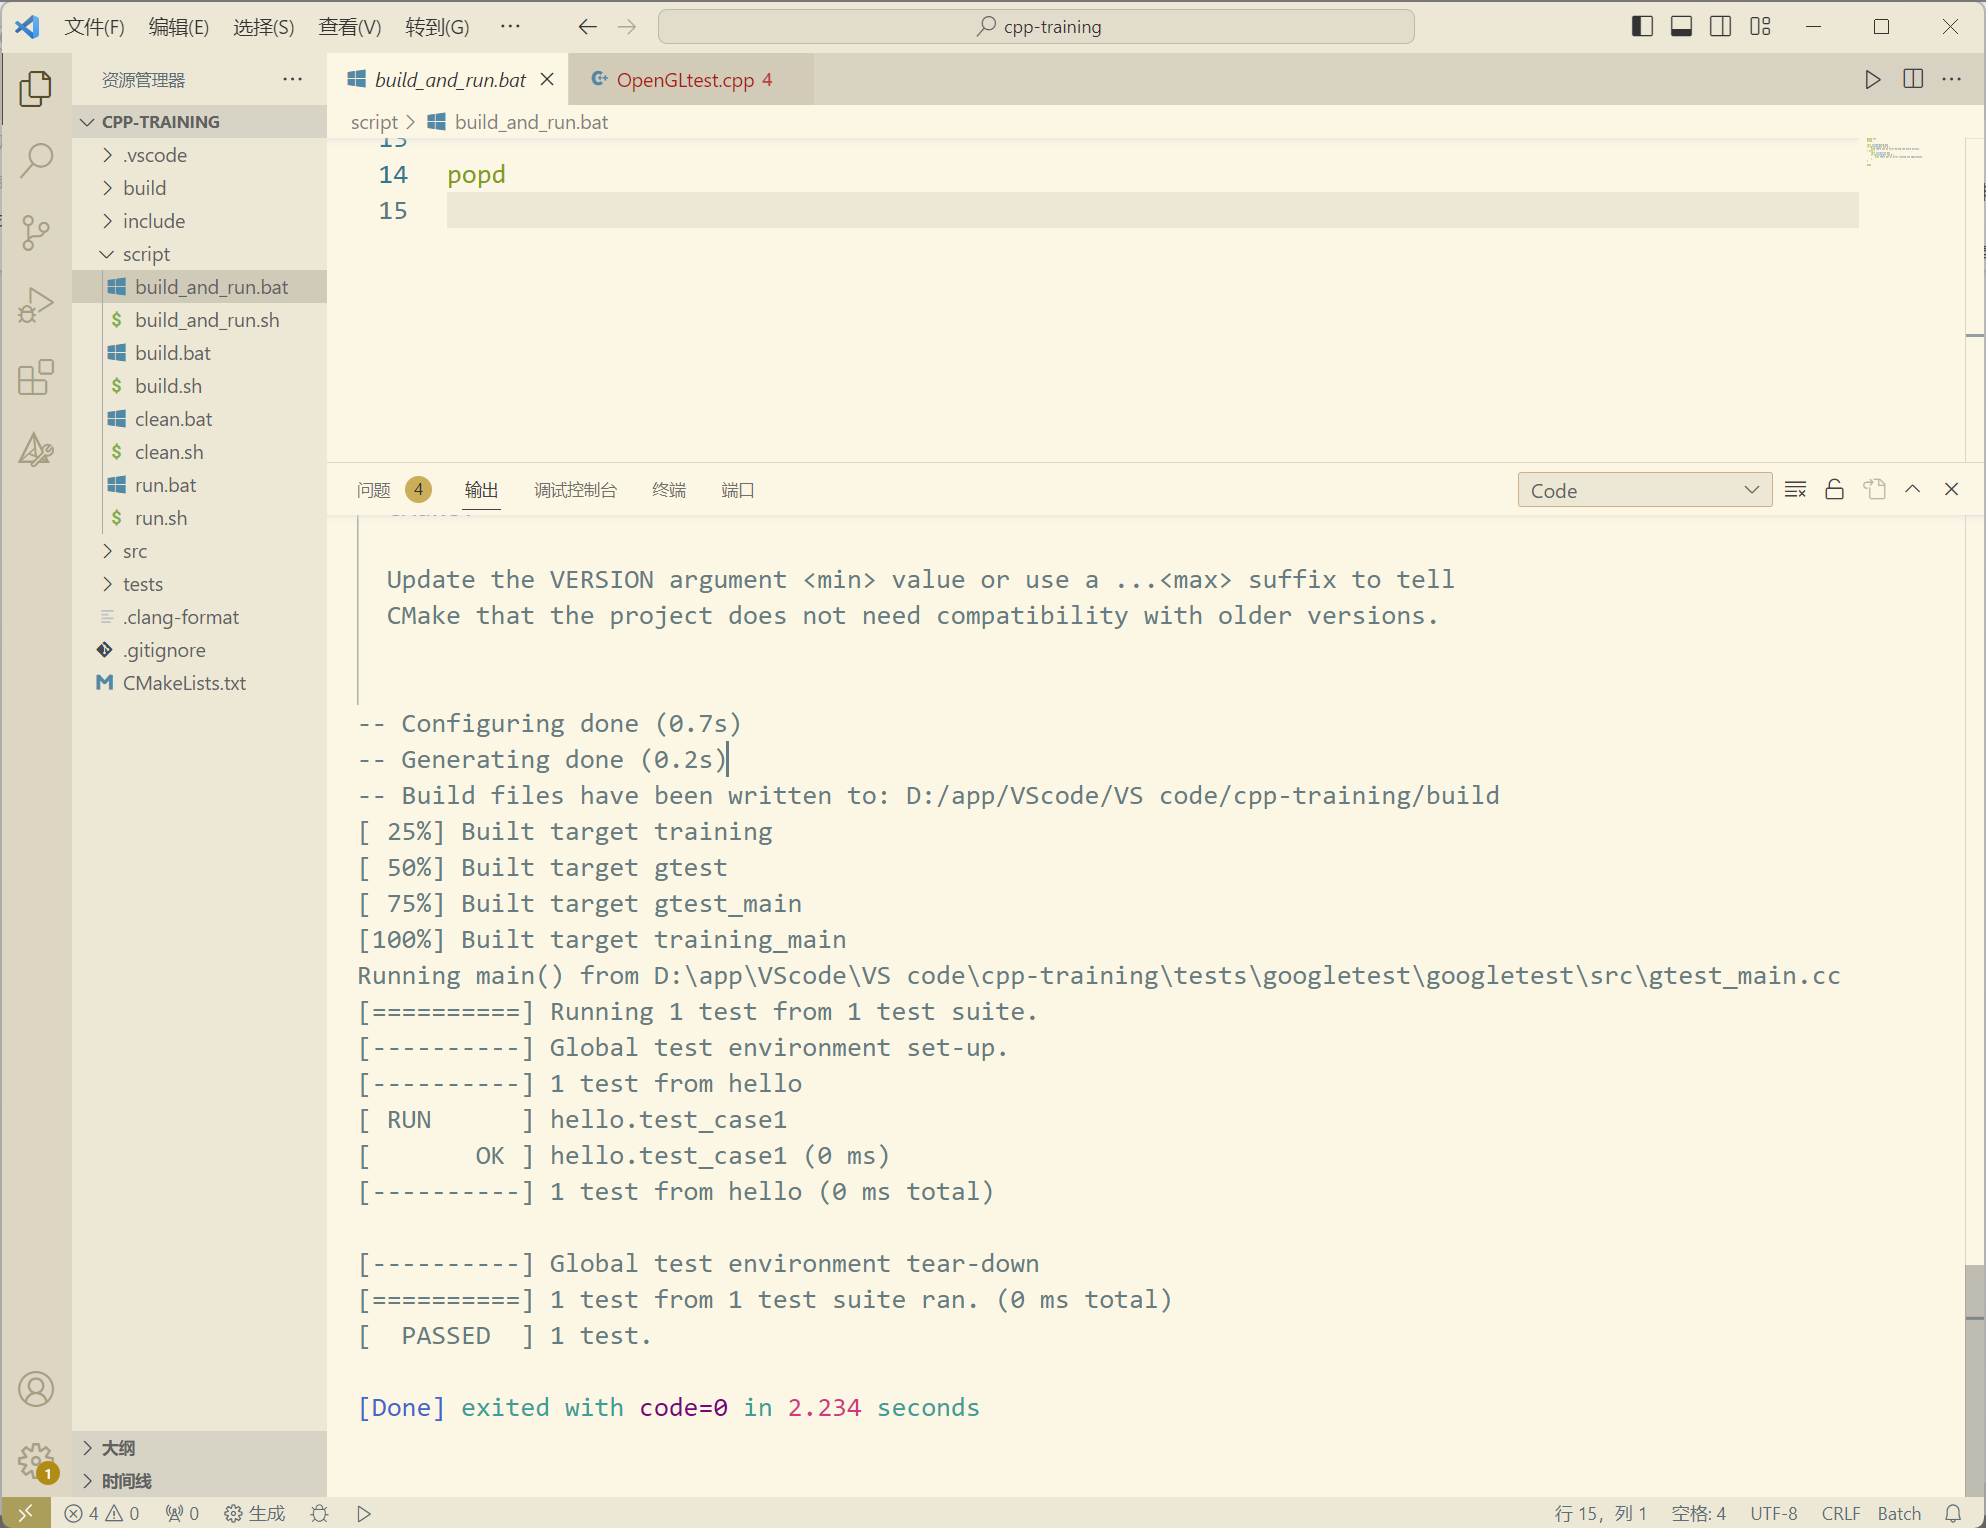 文件(F) 编辑(E) 选择(S) 查看(V) 转到(G) ··· cpp-training
资源管理器 ···
CPP-TRAINING
.vscode
build
include
script
build_and_run.bat
build_and_run.sh
build.bat
build.sh
clean.bat
clean.sh
run.bat
run.sh
src
tests
.clang-format
.gitignore
CMakeLists.txt
大纲
时间线
build_and_run.bat OpenGLtest.cpp 4
script > build_and_run.bat
13
14 popd
15
问题 4 输出 调试控制台 终端 端口 Code
Update the VERSION argument <min> value or use a ...<max> suffix to tell
CMake that the project does not need compatibility with older versions.
-- Configuring done (0.7s)
-- Generating done (0.2s)
-- Build files have been written to: D:/app/VScode/VS code/cpp-training/build
[ 25%] Built target training
[ 50%] Built target gtest
[ 75%] Built target gtest_main
[100%] Built target training_main
Running main() from D:\app\VScode\VS code\cpp-training\tests\googletest\googletest\src\gtest_main.cc
[==========] Running 1 test from 1 test suite.
[----------] Global test environment set-up.
[----------] 1 test from hello
[ RUN      ] hello.test_case1
[       OK ] hello.test_case1 (0 ms)
[----------] 1 test from hello (0 ms total)
[----------] Global test environment tear-down
[==========] 1 test from 1 test suite ran. (0 ms total)
[  PASSED  ] 1 test.
[Done] exited with code=0 in 2.234 seconds
1
4 0 0 生成 行 15，列 1 空格: 4 UTF-8 CRLF Batch